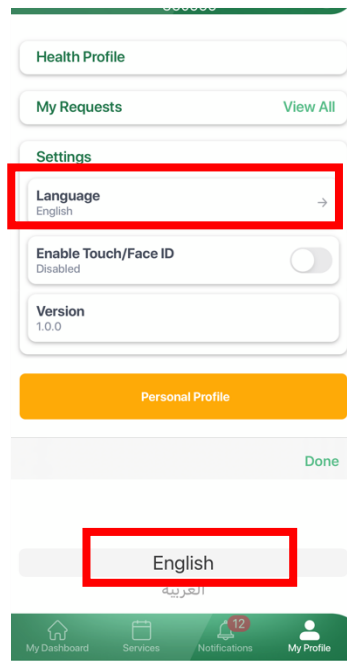 Health Profile
My Requests View All
Settings
Language
English
Enable Touch/Face ID
Disabled
Version
1.0.0
Personal Profile
Done
English
العربية
12
My Dashboard Services Notifications My Profile